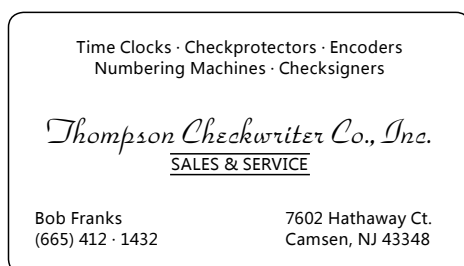 Time Clocks · Checkprotectors · Encoders
Numbering Machines · Checksigners
Thompson Checkwriter Co., Inc.
SALES & SERVICE
Bob Franks
(665) 412 · 1432
7602 Hathaway Ct.
Camsen, NJ 43348